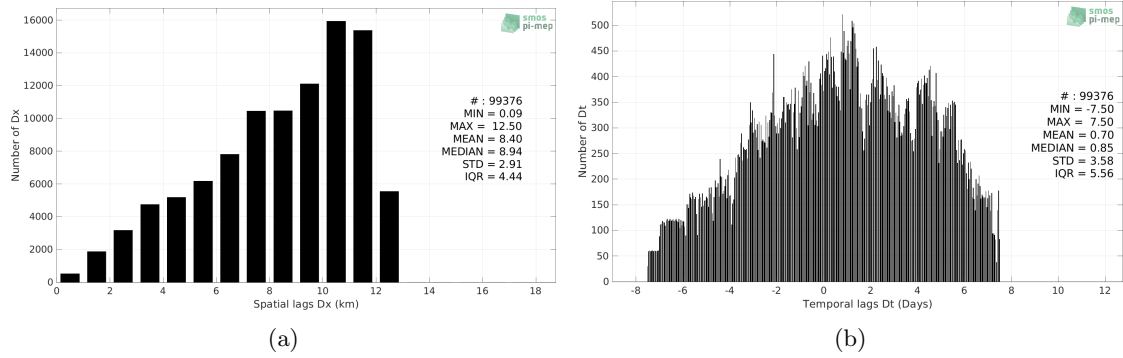 16000
14000
12000
10000
8000
6000
4000
2000
0
Number of Dx
0 2 4 6 8 10 12 14 16 18
Spatial lags Dx (km)
smos
pi-mep
# : 99376
MIN = 0.09
MAX = 12.50
MEAN = 8.40
MEDIAN = 8.94
STD = 2.91
IQR = 4.44
(a)
500
450
400
350
300
250
200
150
100
50
0
Number of Dt
-8 -6 -4 -2 0 2 4 6 8 10 12
Temporal lags Dt (Days)
smos
pi-mep
# : 99376
MIN = -7.50
MAX = 7.50
MEAN = 0.70
MEDIAN = 0.85
STD = 3.58
IQR = 5.56
(b)